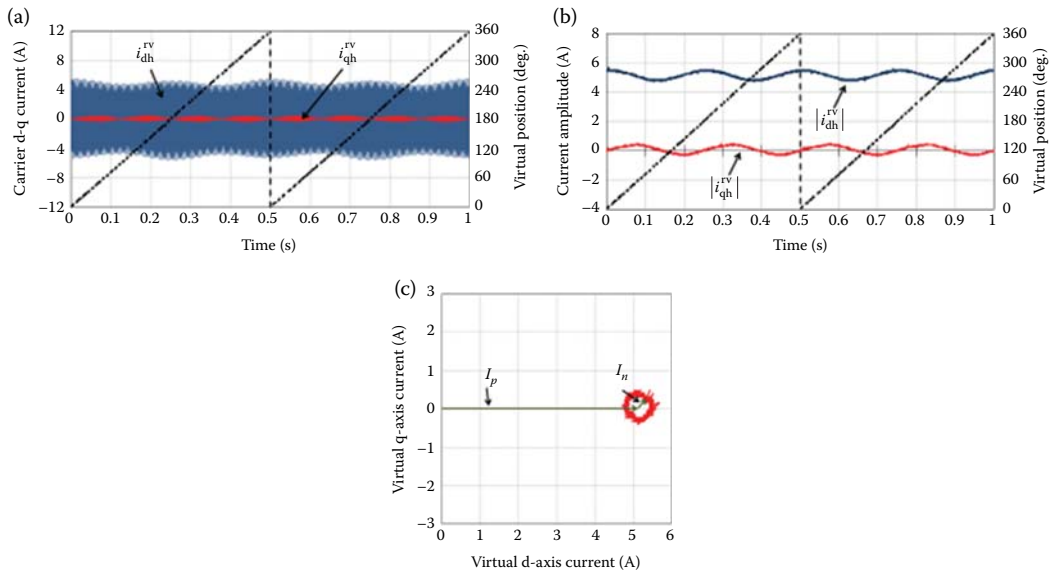 (a)
Carrier d-q current (A)
12
8
4
0
−4
−8
−12
i_dh^rv
i_qh^rv
360
300
240
180
120
60
0
Virtual position (deg.)
0 0.1 0.2 0.3 0.4 0.5 0.6 0.7 0.8 0.9 1
Time (s)
(b)
Current amplitude (A)
8
6
4
2
0
−2
−4
|i_dh^rv|
|i_qh^rv|
360
300
240
180
120
60
0
Virtual position (deg.)
0 0.1 0.2 0.3 0.4 0.5 0.6 0.7 0.8 0.9 1
Time (s)
(c)
Virtual q-axis current (A)
3
2
1
0
−1
−2
−3
I_p
I_n
0 1 2 3 4 5 6
Virtual d-axis current (A)